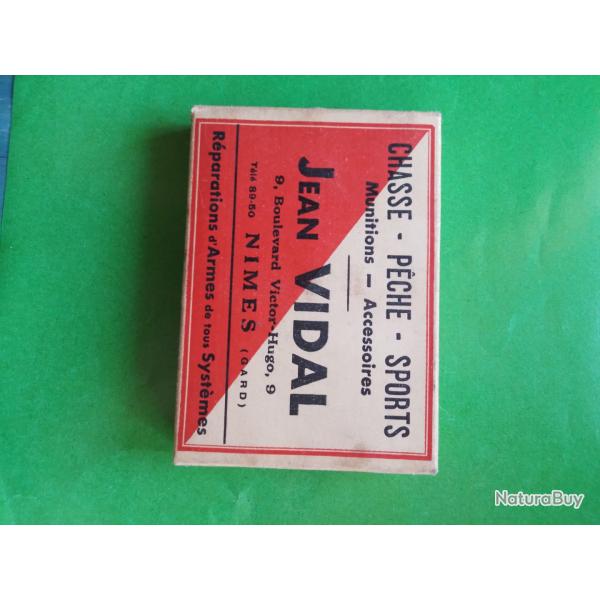 CHASSE - PÊCHE - SPORTS
Munitions - Accessoires
JEAN VIDAL
9, Boulevard Victor-Hugo, 9
Télé 89-50 NIMES (GARD)
Réparations d'Armes de tous Systèmes
NaturaBuy